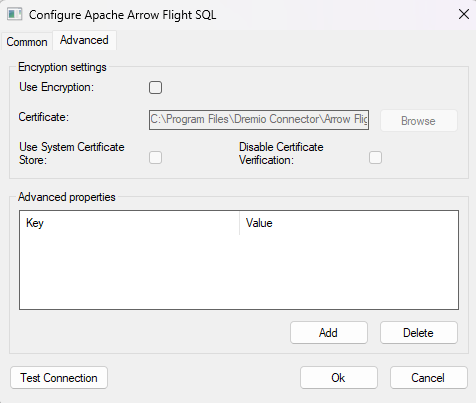 Configure Apache Arrow Flight SQL
Common
Advanced
Encryption settings
Use Encryption:
Certificate:
C:\Program Files\Dremio Connector\Arrow Flig
Browse
Use System Certificate
Store:
Disable Certificate
Verification:
Advanced properties
Key
Value
Add
Delete
Test Connection
Ok
Cancel